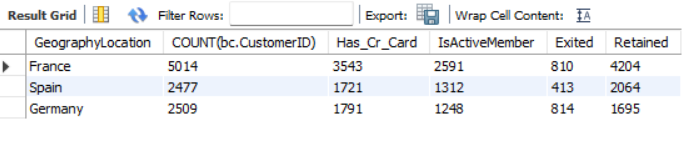 Result Grid Filter Rows: Export: Wrap Cell Content: IA
GeographyLocation COUNT(bc.CustomerID) Has_Cr_Card IsActiveMember Exited Retained
France 5014 3543 2591 810 4204
Spain 2477 1721 1312 413 2064
Germany 2509 1791 1248 814 1695